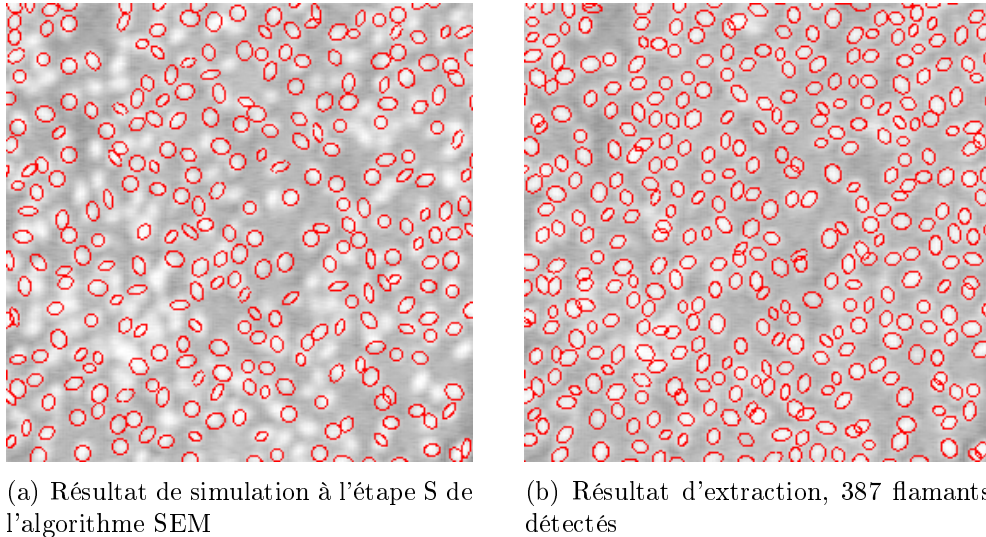 (a) Résultat de simulation à l'étape S de
l'algorithme SEM
(b) Résultat d'extraction, 387 flamants
détectés